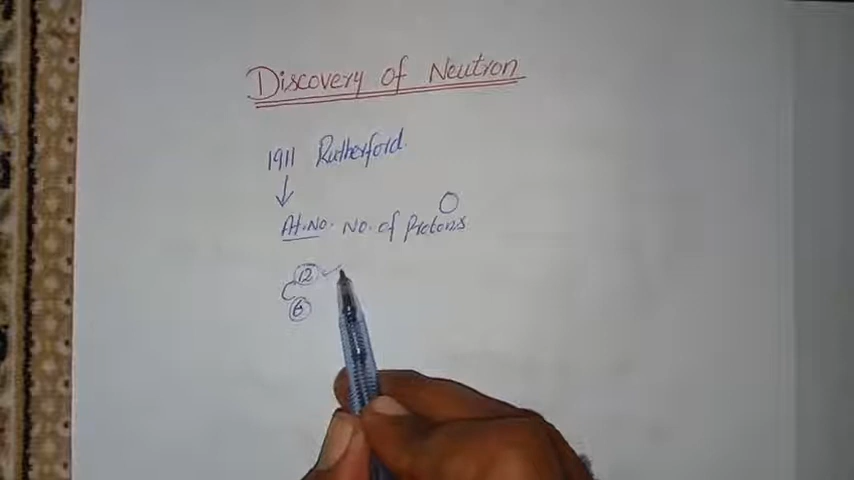 Discovery of Neutron
1911 Rutherford
At.No. No. of Protons
12
C
6